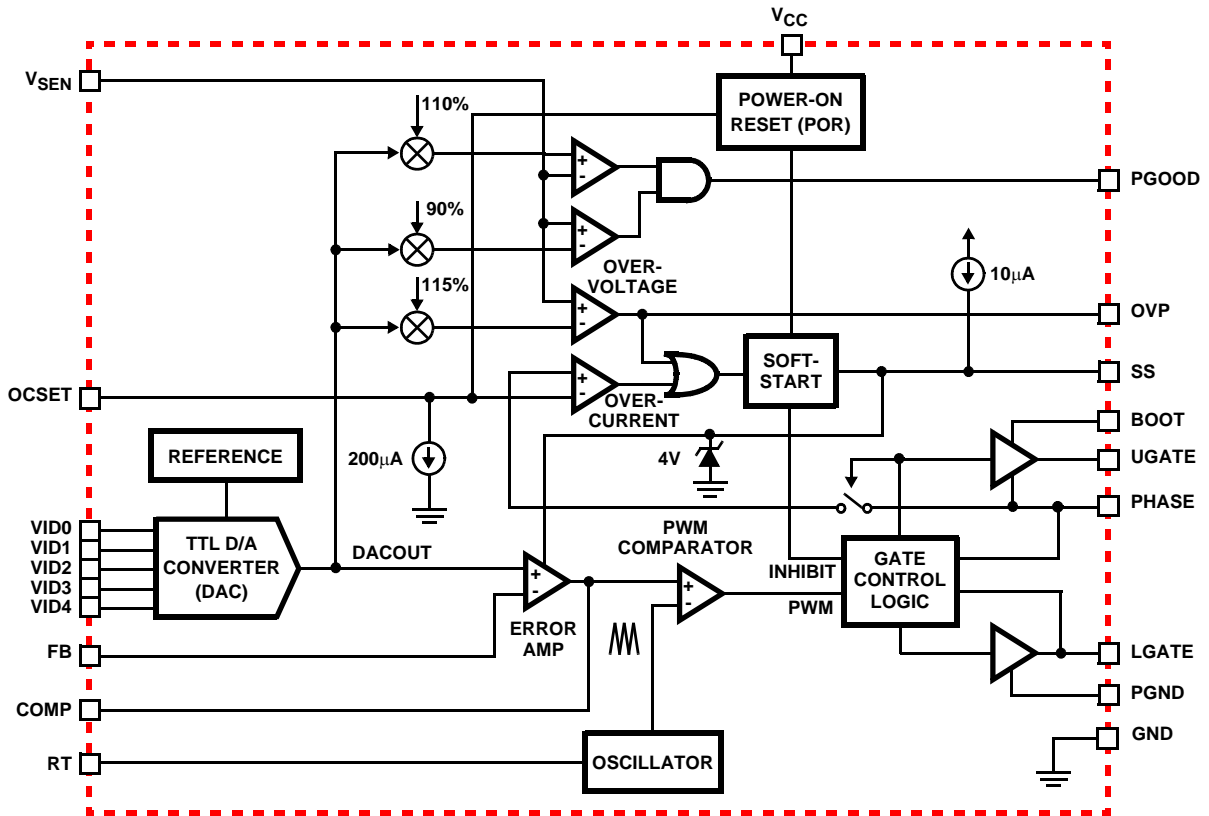 VCC
VSEN
110%
POWER-ON
RESET (POR)
+
-
PGOOD
90%
+
-
OVER-
VOLTAGE
10µA
115%
+
-
OVP
SOFT-
START
SS
OCSET
+
-
OVER-
CURRENT
BOOT
REFERENCE
200µA
4V
UGATE
PHASE
VID0
VID1
VID2
VID3
VID4
TTL D/A
CONVERTER
(DAC)
DACOUT
PWM
COMPARATOR
+
-
+
-
INHIBIT
PWM
GATE
CONTROL
LOGIC
ERROR
AMP
FB
LGATE
PGND
COMP
GND
RT
OSCILLATOR